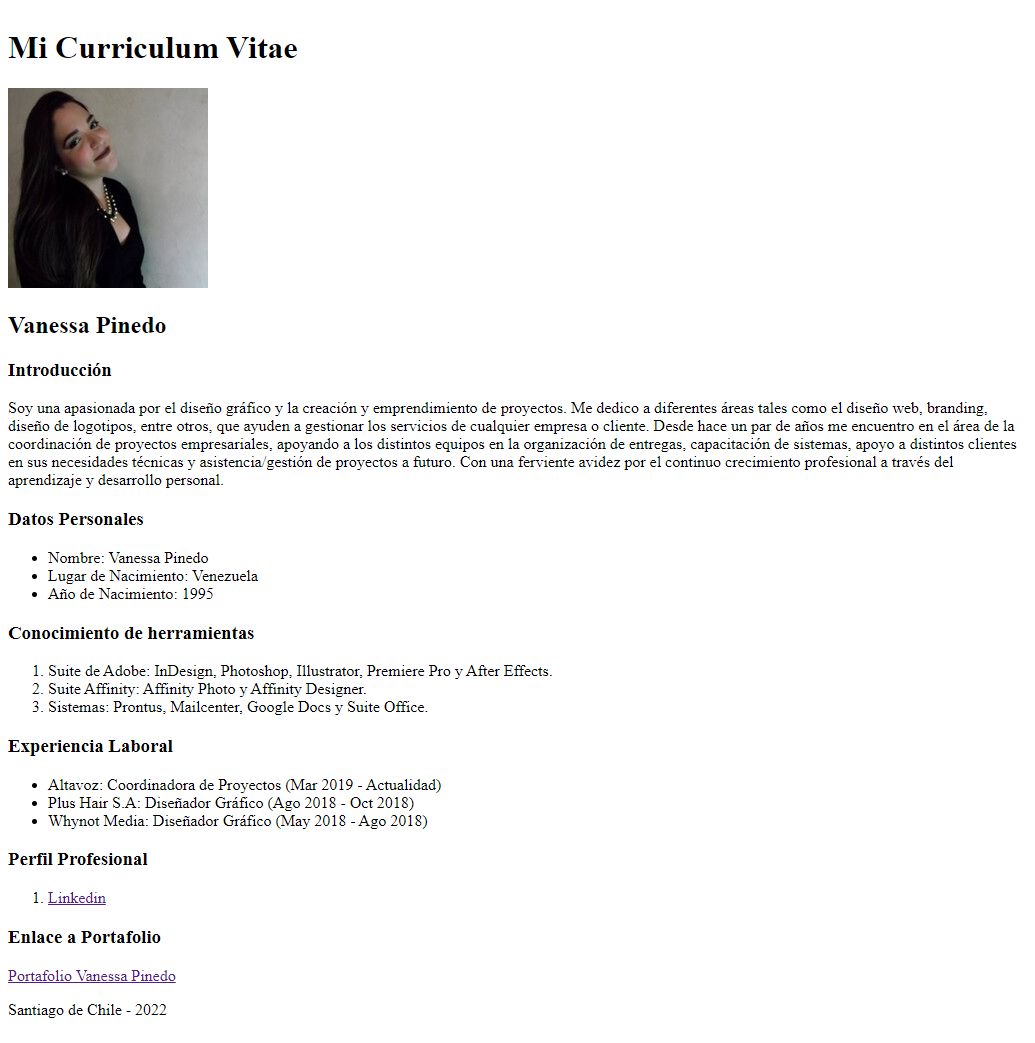 Mi Curriculum Vitae
Vanessa Pinedo
Introducción
Soy una apasionada por el diseño gráfico y la creación y emprendimiento de proyectos. Me dedico a diferentes áreas tales como el diseño web, branding,
diseño de logotipos, entre otros, que ayuden a gestionar los servicios de cualquier empresa o cliente. Desde hace un par de años me encuentro en el área de la
coordinación de proyectos empresariales, apoyando a los distintos equipos en la organización de entregas, capacitación de sistemas, apoyo a distintos clientes
en sus necesidades técnicas y asistencia/gestión de proyectos a futuro. Con una ferviente avidez por el continuo crecimiento profesional a través del
aprendizaje y desarrollo personal.
Datos Personales
• Nombre: Vanessa Pinedo
• Lugar de Nacimiento: Venezuela
• Año de Nacimiento: 1995
Conocimiento de herramientas
1. Suite de Adobe: InDesign, Photoshop, Illustrator, Premiere Pro y After Effects.
2. Suite Affinity: Affinity Photo y Affinity Designer.
3. Sistemas: Prontus, Mailcenter, Google Docs y Suite Office.
Experiencia Laboral
• Altavoz: Coordinadora de Proyectos (Mar 2019 - Actualidad)
• Plus Hair S.A: Diseñador Gráfico (Ago 2018 - Oct 2018)
• Whynot Media: Diseñador Gráfico (May 2018 - Ago 2018)
Perfil Profesional
1. Linkedin
Enlace a Portafolio
Portafolio Vanessa Pinedo
Santiago de Chile - 2022